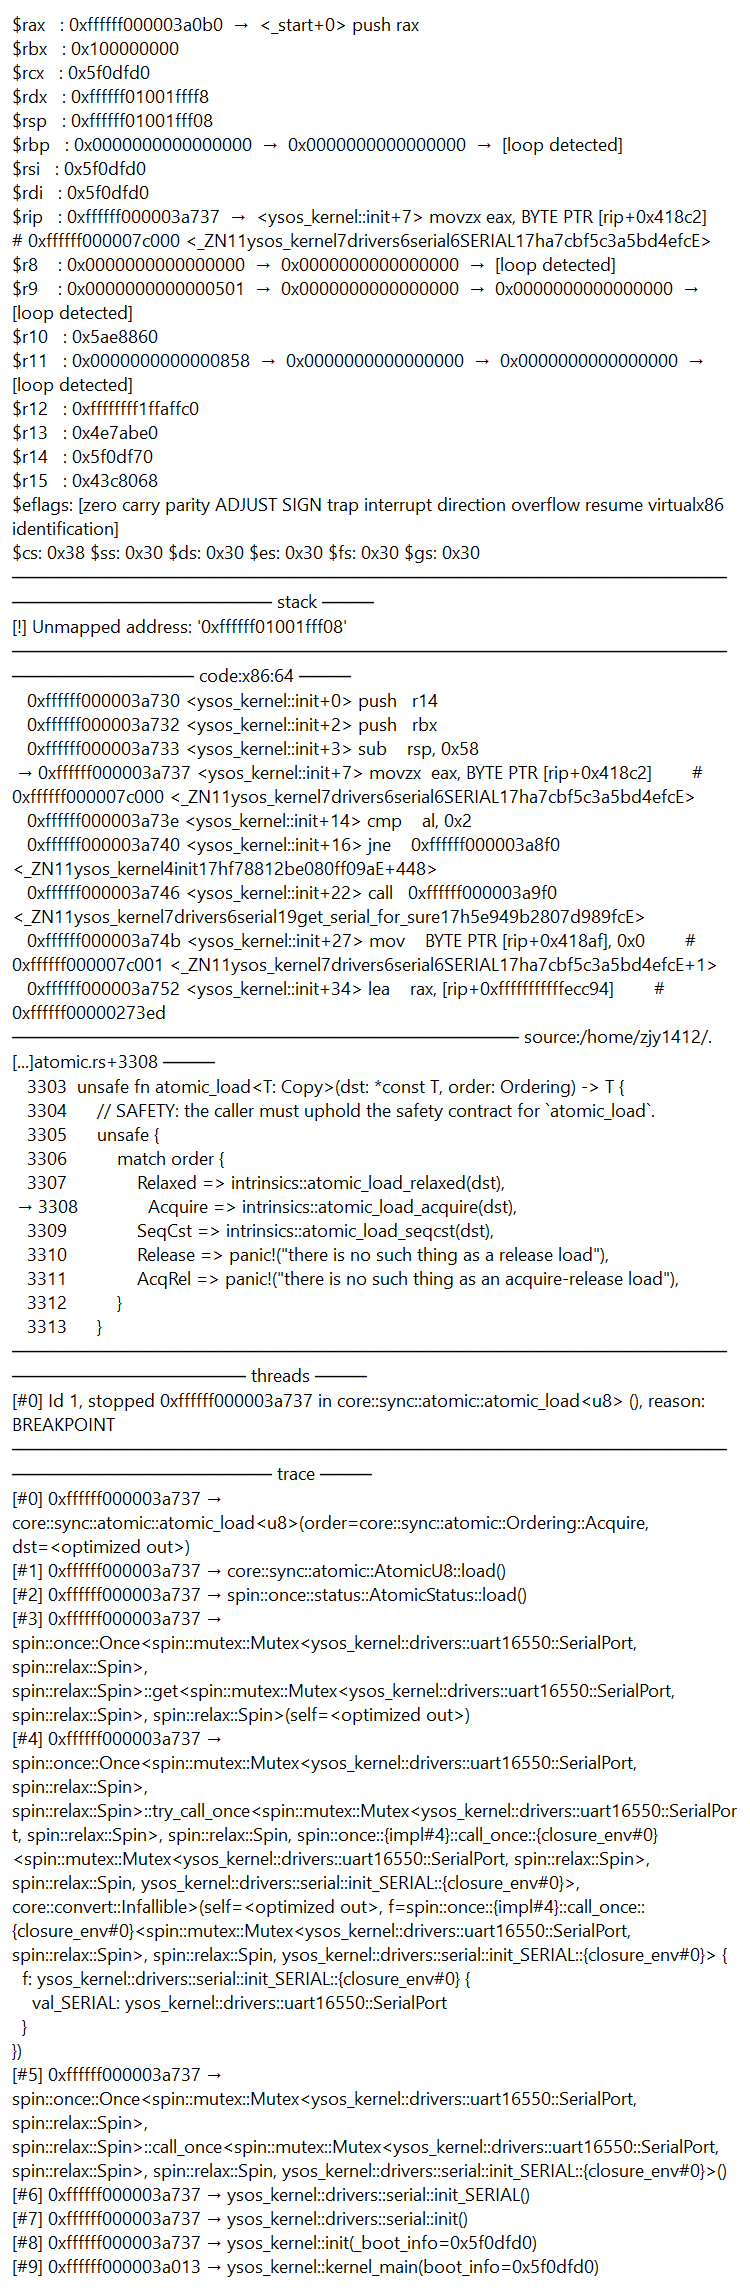 $rax : 0xffffff000003a0b0 → <_start+0> push rax
$rbx : 0x100000000
$rcx : 0x5f0dfd0
$rdx : 0xffffff01001ffff8
$rsp : 0xffffff01001fff08
$rbp : 0x0000000000000000 → 0x0000000000000000 → [loop detected]
$rsi : 0x5f0dfd0
$rdi : 0x5f0dfd0
$rip : 0xffffff000003a737 → <ysos_kernel::init+7> movzx eax, BYTE PTR [rip+0x418c2]
# 0xffffff000007c000 <_ZN11ysos_kernel7drivers6serial6SERIAL17ha7cbf5c3a5bd4efcE>
$r8 : 0x0000000000000000 → 0x0000000000000000 → [loop detected]
$r9 : 0x0000000000000501 → 0x0000000000000000 → 0x0000000000000000 →
[loop detected]
$r10 : 0x5ae8860
$r11 : 0x0000000000000858 → 0x0000000000000000 → 0x0000000000000000 →
[loop detected]
$r12 : 0xffffffff1ffaffc0
$r13 : 0x4e7abe0
$r14 : 0x5f0df70
$r15 : 0x43c8068
$eflags: [zero carry parity ADJUST SIGN trap interrupt direction overflow resume virtualx86
identification]
$cs: 0x38 $ss: 0x30 $ds: 0x30 $es: 0x30 $fs: 0x30 $gs: 0x30
──────────────────────────────────────────────
───────────────── stack ────
[!] Unmapped address: '0xffffff01001fff08'
──────────────────────────────────────────────
──────────── code:x86:64 ────
0xffffff000003a730 <ysos_kernel::init+0> push r14
0xffffff000003a732 <ysos_kernel::init+2> push rbx
0xffffff000003a733 <ysos_kernel::init+3> sub rsp, 0x58
→ 0xffffff000003a737 <ysos_kernel::init+7> movzx eax, BYTE PTR [rip+0x418c2] #
0xffffff000007c000 <_ZN11ysos_kernel7drivers6serial6SERIAL17ha7cbf5c3a5bd4efcE>
0xffffff000003a73e <ysos_kernel::init+14> cmp al, 0x2
0xffffff000003a740 <ysos_kernel::init+16> jne 0xffffff000003a8f0
<_ZN11ysos_kernel4init17hf78812be080ff09aE+448>
0xffffff000003a746 <ysos_kernel::init+22> call 0xffffff000003a9f0
<_ZN11ysos_kernel7drivers6serial19get_serial_for_sure17h5e949b2807d989fcE>
0xffffff000003a74b <ysos_kernel::init+27> mov BYTE PTR [rip+0x418af], 0x0 #
0xffffff000007c001 <_ZN11ysos_kernel7drivers6serial6SERIAL17ha7cbf5c3a5bd4efcE+1>
0xffffff000003a752 <ysos_kernel::init+34> lea rax, [rip+0xfffffffffffecc94] #
0xffffff00000273ed
──────────────────────────────── source:/home/zjy1412/.
[...]atomic.rs+3308 ────
3303 unsafe fn atomic_load<T: Copy>(dst: *const T, order: Ordering) -> T {
3304 // SAFETY: the caller must uphold the safety contract for `atomic_load`.
3305 unsafe {
3306 match order {
3307 Relaxed => intrinsics::atomic_load_relaxed(dst),
→ 3308 Acquire => intrinsics::atomic_load_acquire(dst),
3309 SeqCst => intrinsics::atomic_load_seqcst(dst),
3310 Release => panic!("there is no such thing as a release load"),
3311 AcqRel => panic!("there is no such thing as an acquire-release load"),
3312 }
3313 }
──────────────────────────────────────────────
─────────────── threads ────
[#0] Id 1, stopped 0xffffff000003a737 in core::sync::atomic::atomic_load<u8> (), reason:
BREAKPOINT
──────────────────────────────────────────────
───────────────── trace ────
[#0] 0xffffff000003a737 →
core::sync::atomic::atomic_load<u8>(order=core::sync::atomic::Ordering::Acquire,
dst=<optimized out>)
[#1] 0xffffff000003a737 → core::sync::atomic::AtomicU8::load()
[#2] 0xffffff000003a737 → spin::once::status::AtomicStatus::load()
[#3] 0xffffff000003a737 →
spin::once::Once<spin::mutex::Mutex<ysos_kernel::drivers::uart16550::SerialPort,
spin::relax::Spin>,
spin::relax::Spin>::get<spin::mutex::Mutex<ysos_kernel::drivers::uart16550::SerialPort,
spin::relax::Spin>, spin::relax::Spin>(self=<optimized out>)
[#4] 0xffffff000003a737 →
spin::once::Once<spin::mutex::Mutex<ysos_kernel::drivers::uart16550::SerialPort,
spin::relax::Spin>,
spin::relax::Spin>::try_call_once<spin::mutex::Mutex<ysos_kernel::drivers::uart16550::SerialPor
t, spin::relax::Spin>, spin::relax::Spin, spin::once::{impl#4}::call_once::{closure_env#0}
<spin::mutex::Mutex<ysos_kernel::drivers::uart16550::SerialPort, spin::relax::Spin>,
spin::relax::Spin, ysos_kernel::drivers::serial::init_SERIAL::{closure_env#0}>,
core::convert::Infallible>(self=<optimized out>, f=spin::once::{impl#4}::call_once::
{closure_env#0}<spin::mutex::Mutex<ysos_kernel::drivers::uart16550::SerialPort,
spin::relax::Spin>, spin::relax::Spin, ysos_kernel::drivers::serial::init_SERIAL::{closure_env#0}> {
f: ysos_kernel::drivers::serial::init_SERIAL::{closure_env#0} {
val_SERIAL: ysos_kernel::drivers::uart16550::SerialPort
}
})
[#5] 0xffffff000003a737 →
spin::once::Once<spin::mutex::Mutex<ysos_kernel::drivers::uart16550::SerialPort,
spin::relax::Spin>,
spin::relax::Spin>::call_once<spin::mutex::Mutex<ysos_kernel::drivers::uart16550::SerialPort,
spin::relax::Spin>, spin::relax::Spin, ysos_kernel::drivers::serial::init_SERIAL::{closure_env#0}>()
[#6] 0xffffff000003a737 → ysos_kernel::drivers::serial::init_SERIAL()
[#7] 0xffffff000003a737 → ysos_kernel::drivers::serial::init()
[#8] 0xffffff000003a737 → ysos_kernel::init(_boot_info=0x5f0dfd0)
[#9] 0xffffff000003a013 → ysos_kernel::kernel_main(boot_info=0x5f0dfd0)